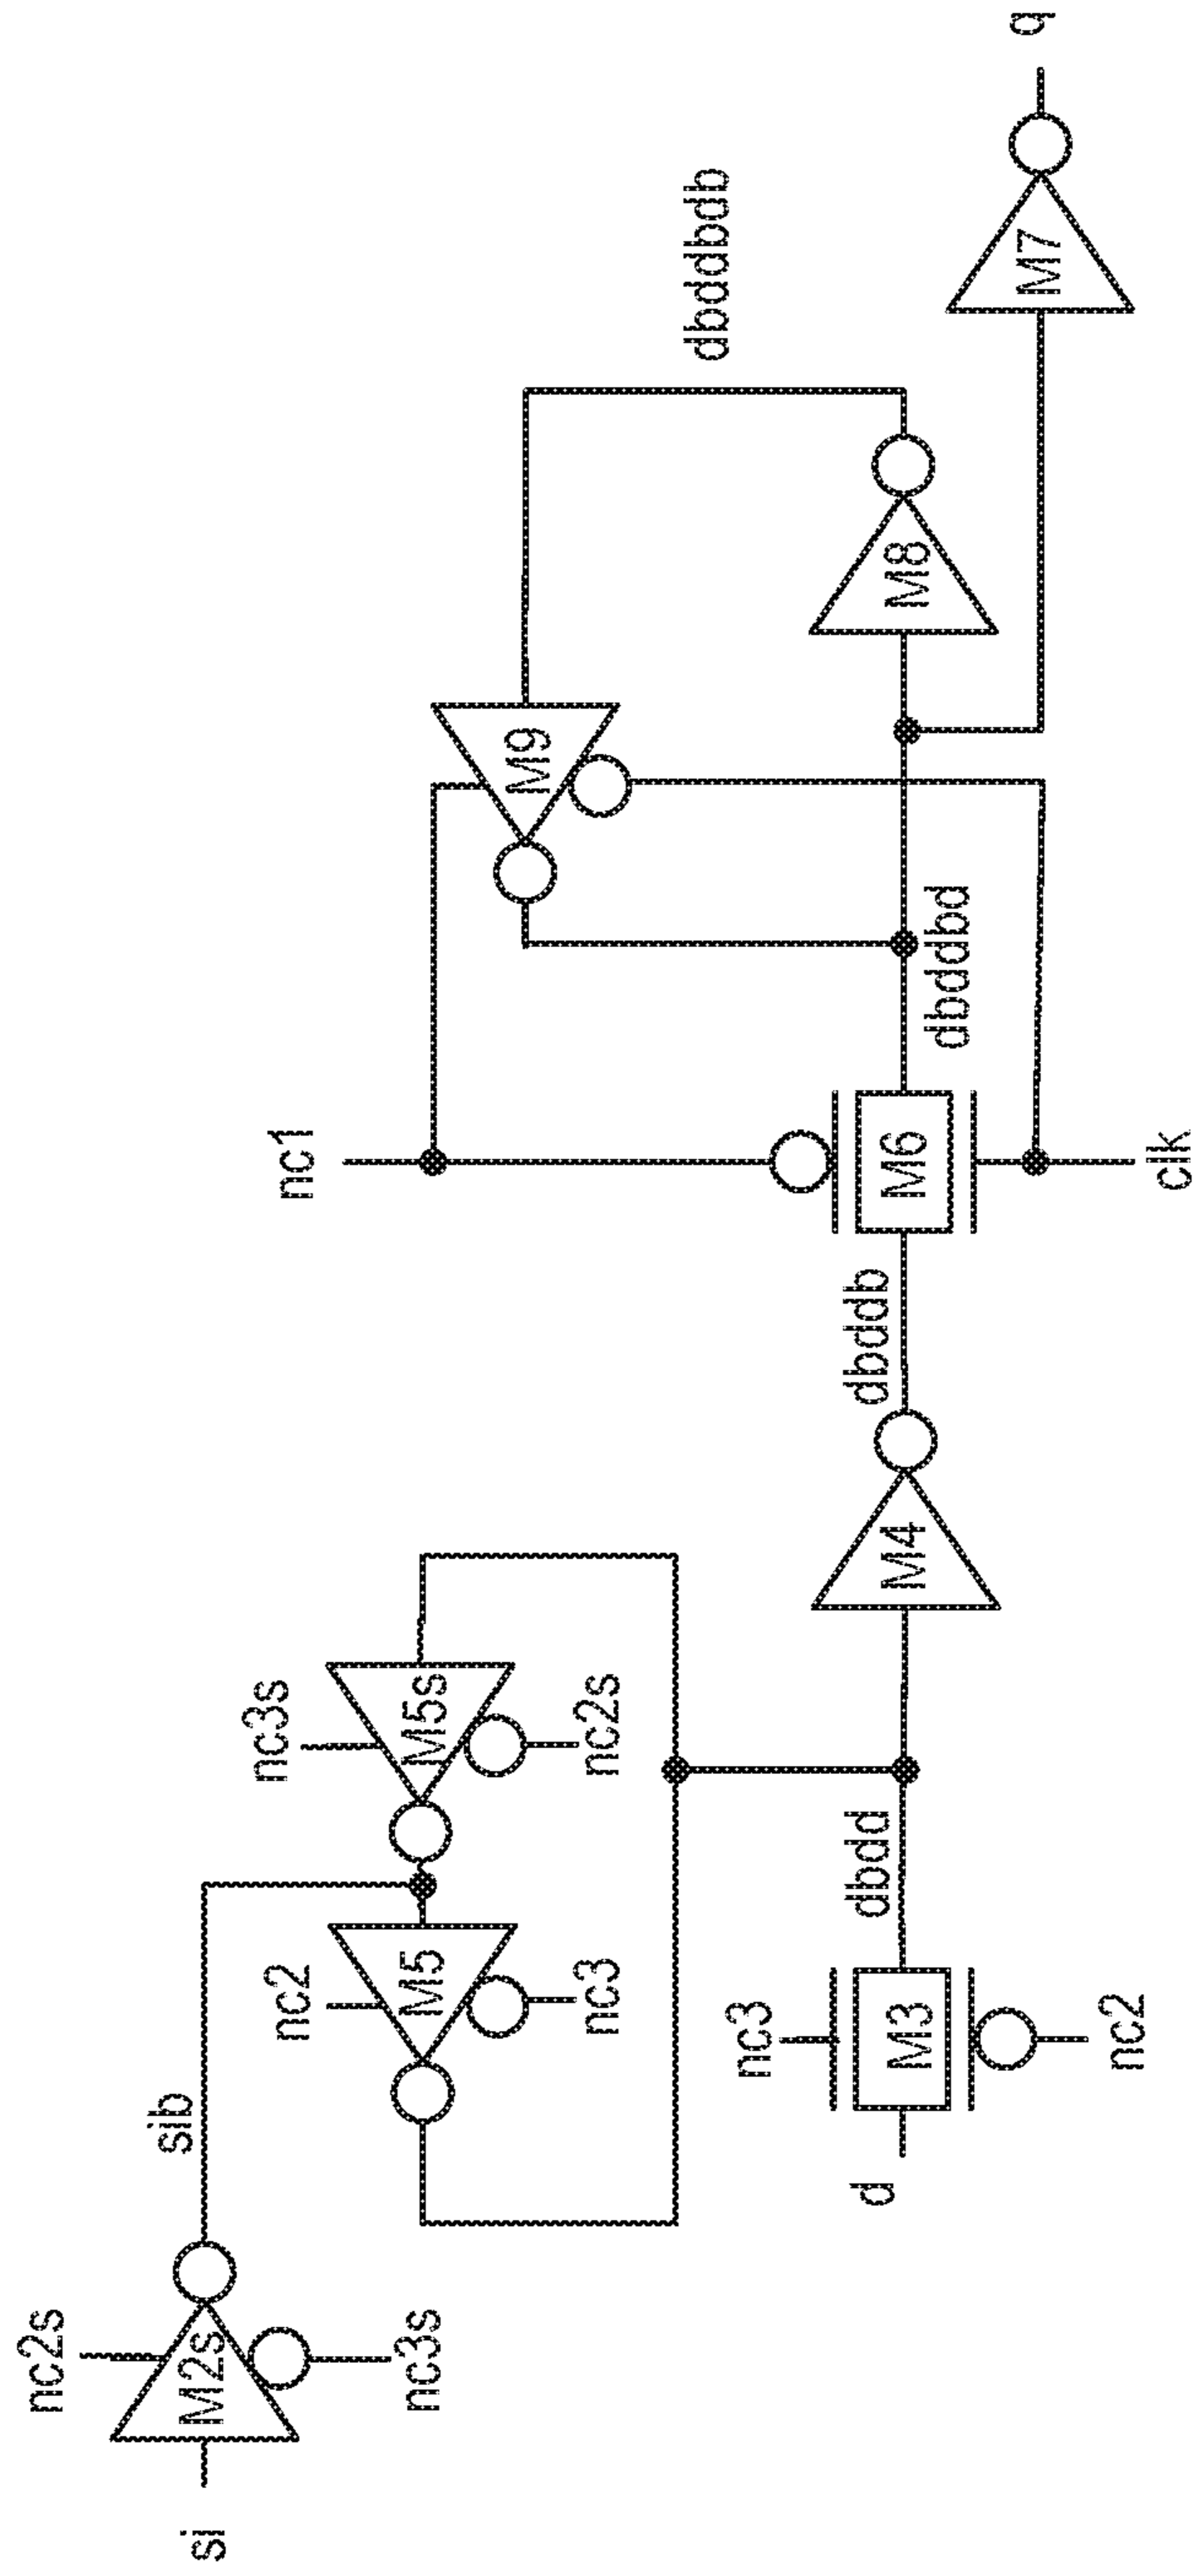 si
nc2s
M2s
nc3s
sib
nc2
M5
nc3
nc3s
M5s
nc2s
d
nc3
M3
nc2
dbdd
M4
dbddb
nc1
M6
clk
dbddbd
M9
M8
dbddbdb
M7
q